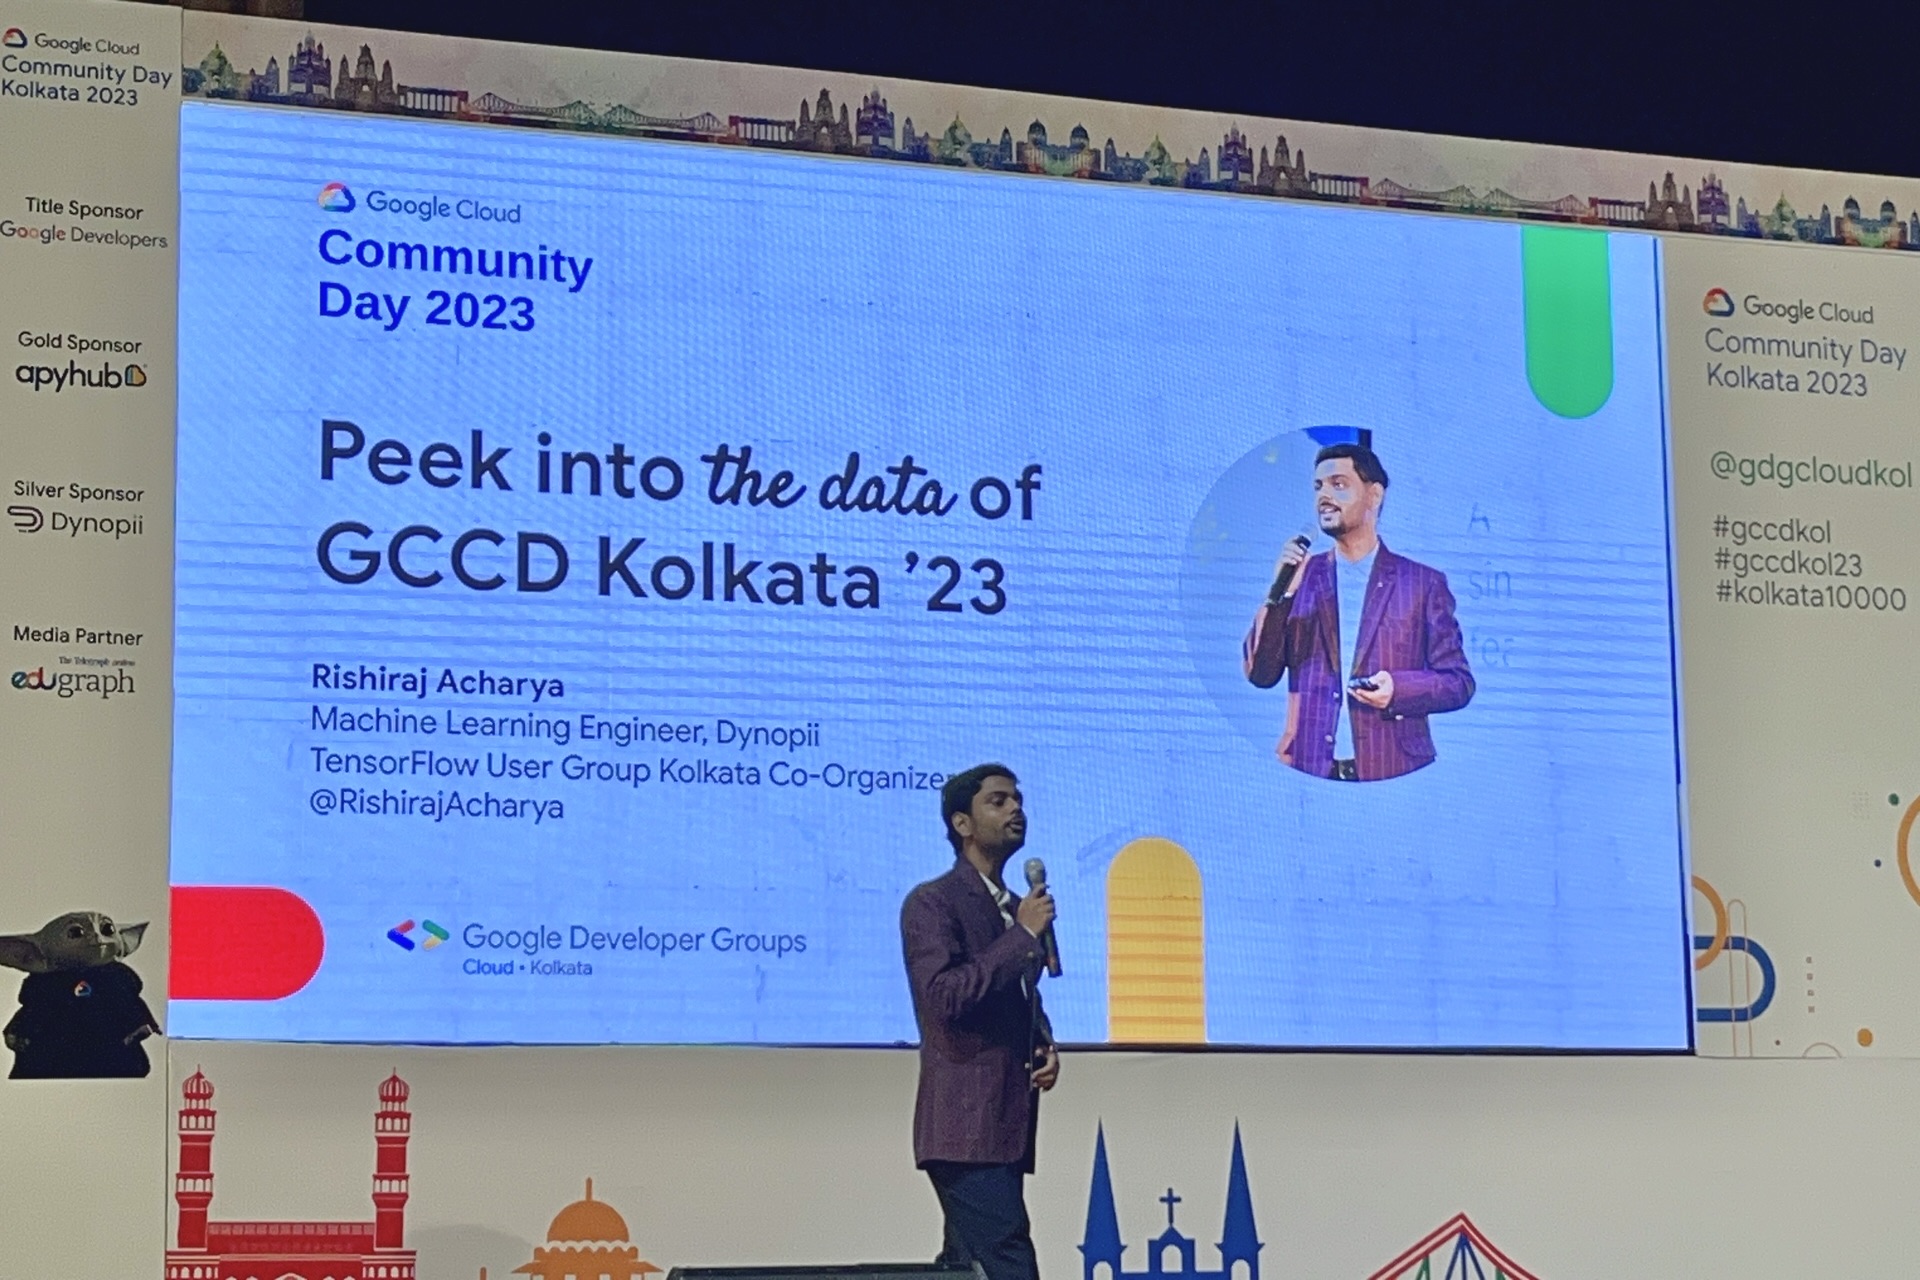 Google Cloud
Community Day
Kolkata 2023
Title Sponsor
Google Developers
Gold Sponsor
apyhub
Silver Sponsor
Dynopii
Media Partner
The Telegraph online
edugraph
Google Cloud
Community
Day 2023
Peek into the data of
GCCD Kolkata ’23
Rishiraj Acharya
Machine Learning Engineer, Dynopii
TensorFlow User Group Kolkata Co-Organizer
@RishirajAcharya
Google Developer Groups
Cloud • Kolkata
Google Cloud
Community Day
Kolkata 2023
@gdgcloudkol
#gccdkol
#gccdkol23
#kolkata10000